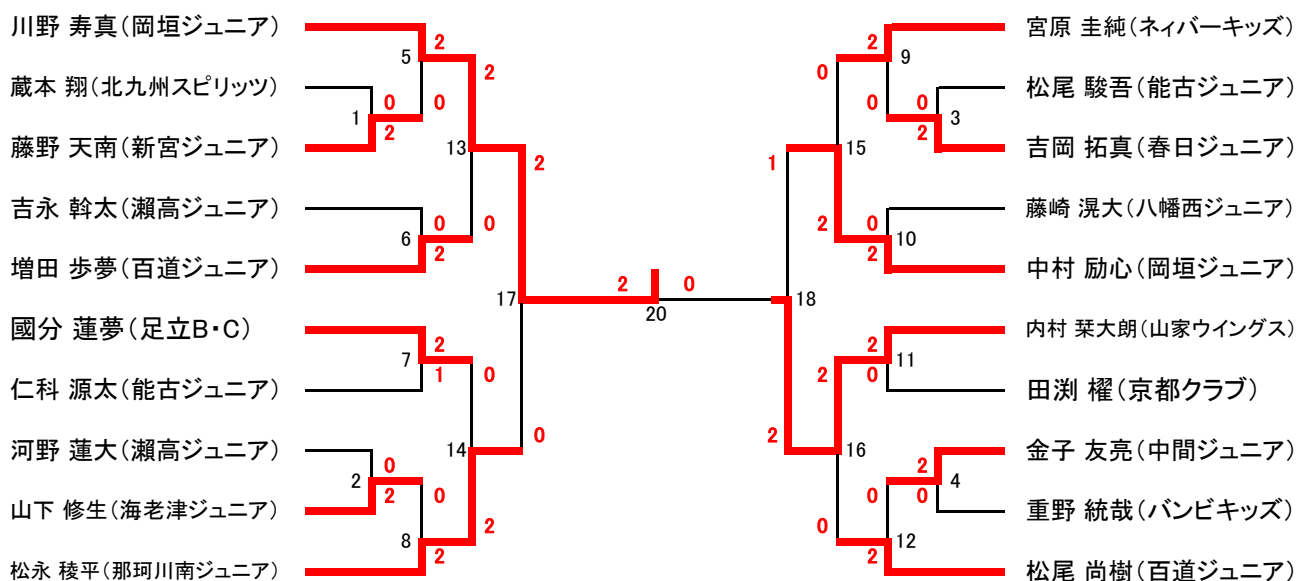 川野 寿真(岡垣ジュニア)
蔵本 翔(北九州スピリッツ)
藤野 天南(新宮ジュニア)
吉永 斡太(瀬高ジュニア)
増田 歩夢(百道ジュニア)
國分 蓮夢(足立B・C)
仁科 源太(能古ジュニア)
河野 蓮大(瀬高ジュニア)
山下 修生(海老津ジュニア)
松永 稜平(那珂川南ジュニア)
5
2
1
0
0
2
2
13
6
0
2
0
2
7
2
1
0
14
2
0
2
0
8
2
2
0
17
2
0
20
18
1
2
0
15
2
2
9
0
0
3
2
0
10
2
2
11
0
2
16
0
2
4
0
0
12
2
宮原 圭純(ネィバーキッズ)
松尾 駿吾(能古ジュニア)
吉岡 拓真(春日ジュニア)
藤崎 滉大(八幡西ジュニア)
中村 励心(岡垣ジュニア)
内村 栞大朗(山家ウイングス)
田渕 櫂(京都クラブ)
金子 友亮(中間ジュニア)
重野 統哉(バンビキッズ)
松尾 尚樹(百道ジュニア)